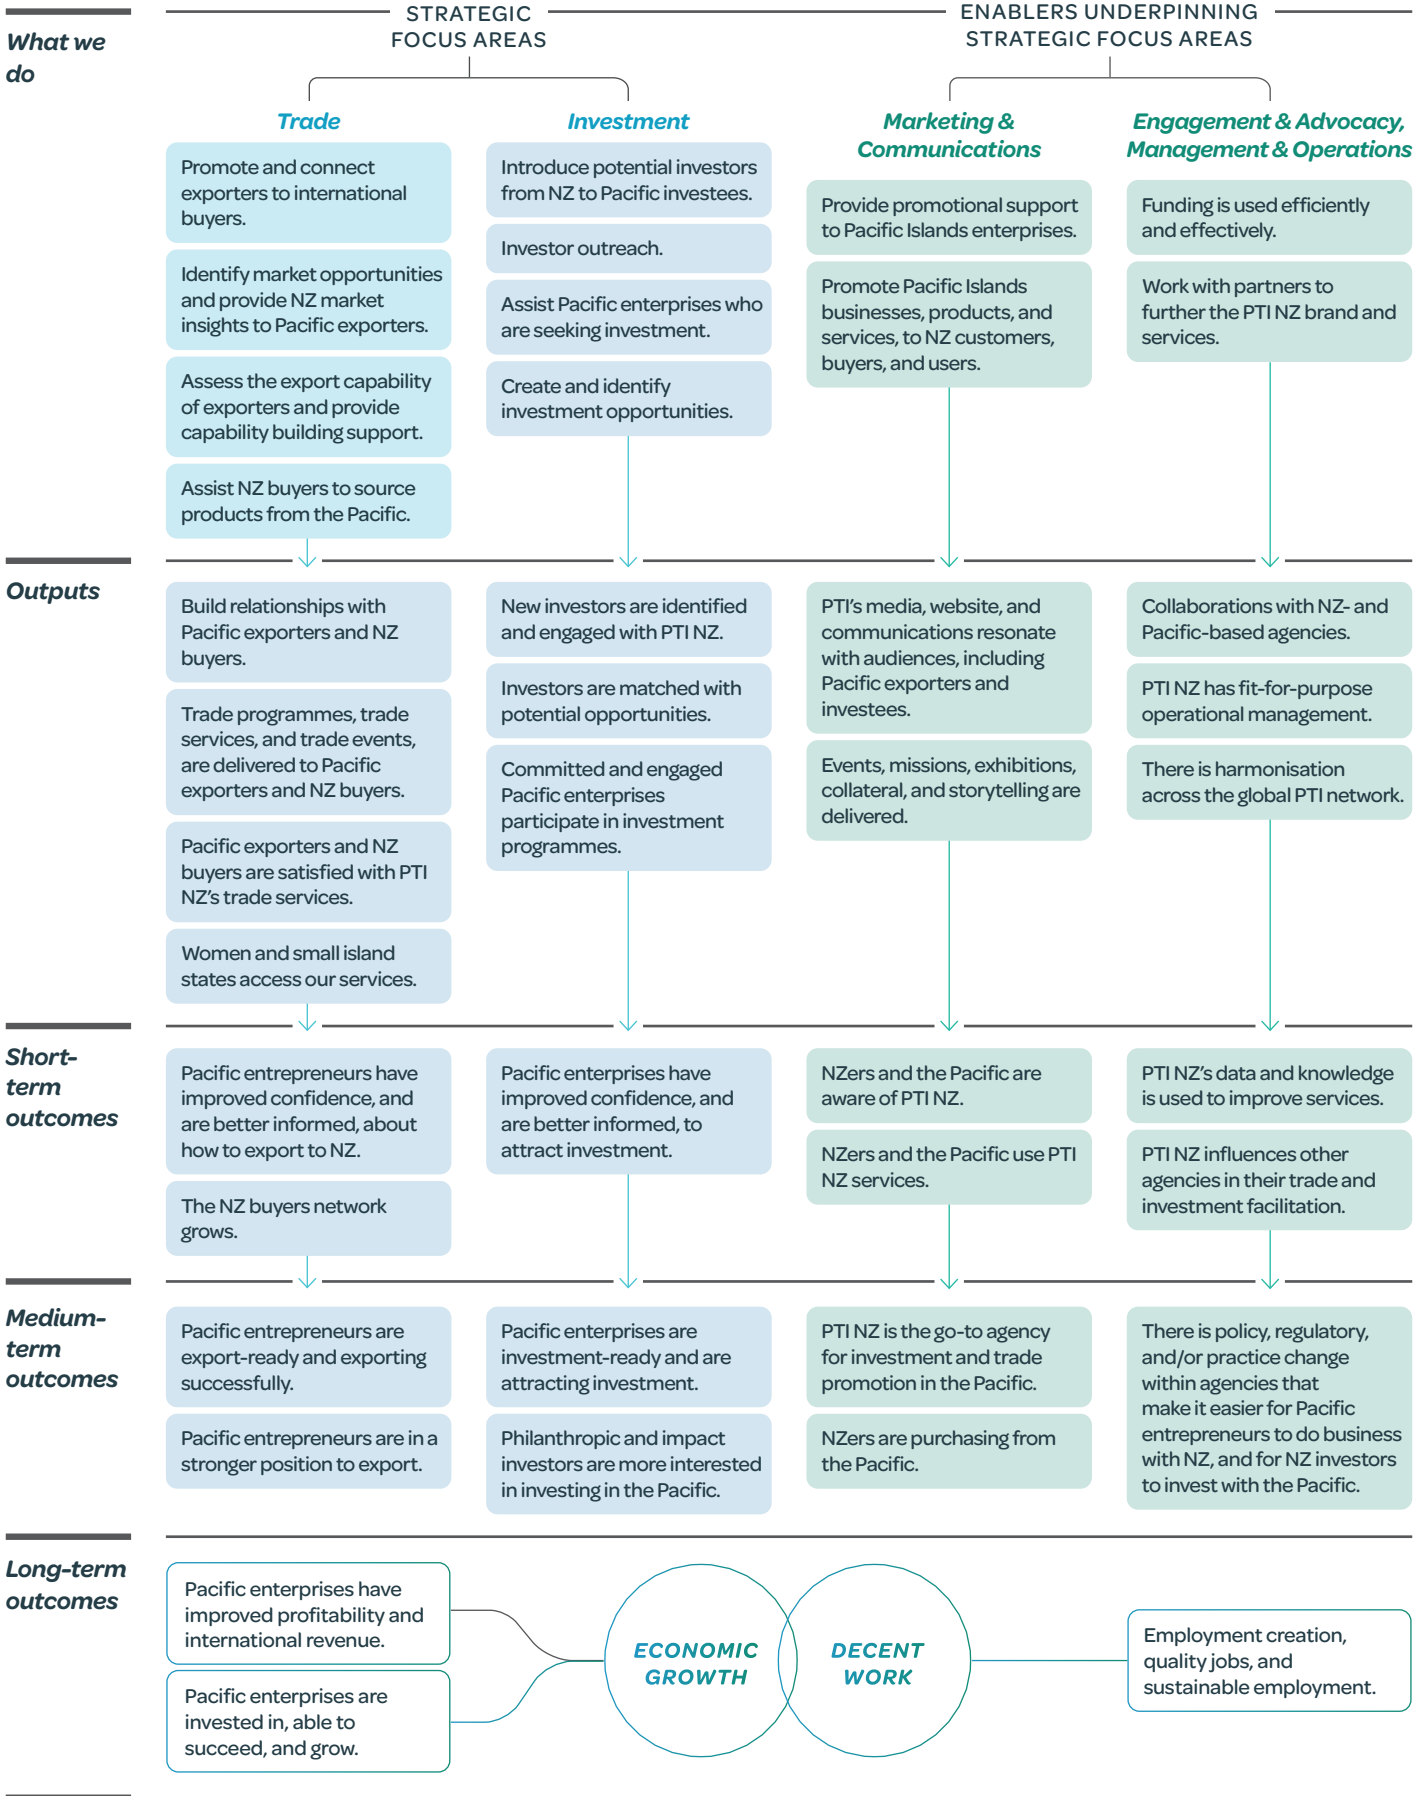 What we
do
STRATEGIC
FOCUS AREAS
ENABLERS UNDERPINNING
STRATEGIC FOCUS AREAS
Trade
Promote and connect
exporters to international
buyers.
Identify market opportunities
and provide NZ market
insights to Pacific exporters.
Assess the export capability
of exporters and provide
capability building support.
Assist NZ buyers to source
products from the Pacific.
Investment
Introduce potential investors
from NZ to Pacific investees.
Investor outreach.
Assist Pacific enterprises who
are seeking investment.
Create and identify
investment opportunities.
Marketing &
Communications
Provide promotional support
to Pacific Islands enterprises.
Promote Pacific Islands
businesses, products, and
services, to NZ customers,
buyers, and users.
Engagement & Advocacy,
Management & Operations
Funding is used efficiently
and effectively.
Work with partners to
further the PTI NZ brand and
services.
Outputs
Build relationships with
Pacific exporters and NZ
buyers.
Trade programmes, trade
services, and trade events,
are delivered to Pacific
exporters and NZ buyers.
Pacific exporters and NZ
buyers are satisfied with PTI
NZ's trade services.
Women and small island
states access our services.
New investors are identified
and engaged with PTI NZ.
Investors are matched with
potential opportunities.
Committed and engaged
Pacific enterprises
participate in investment
programmes.
PTI's media, website, and
communications resonate
with audiences, including
Pacific exporters and
investees.
Events, missions, exhibitions,
collateral, and storytelling are
delivered.
Collaborations with NZ- and
Pacific-based agencies.
PTI NZ has fit-for-purpose
operational management.
There is harmonisation
across the global PTI network.
Short-
term
outcomes
Pacific entrepreneurs have
improved confidence, and
are better informed, about
how to export to NZ.
The NZ buyers network
grows.
Pacific enterprises have
improved confidence, and
are better informed, to
attract investment.
NZers and the Pacific are
aware of PTI NZ.
NZers and the Pacific use PTI
NZ services.
PTI NZ's data and knowledge
is used to improve services.
PTI NZ influences other
agencies in their trade and
investment facilitation.
Medium-
term
outcomes
Pacific entrepreneurs are
export-ready and exporting
successfully.
Pacific entrepreneurs are in a
stronger position to export.
Pacific enterprises are
investment-ready and are
attracting investment.
Philanthropic and impact
investors are more interested
in investing in the Pacific.
PTI NZ is the go-to agency
for investment and trade
promotion in the Pacific.
NZers are purchasing from
the Pacific.
There is policy, regulatory,
and/or practice change
within agencies that
make it easier for Pacific
entrepreneurs to do business
with NZ, and for NZ investors
to invest with the Pacific.
Long-term
outcomes
Pacific enterprises have
improved profitability and
international revenue.
Pacific enterprises are
invested in, able to
succeed, and grow.
ECONOMIC
GROWTH
DECENT
WORK
Employment creation,
quality jobs, and
sustainable employment.